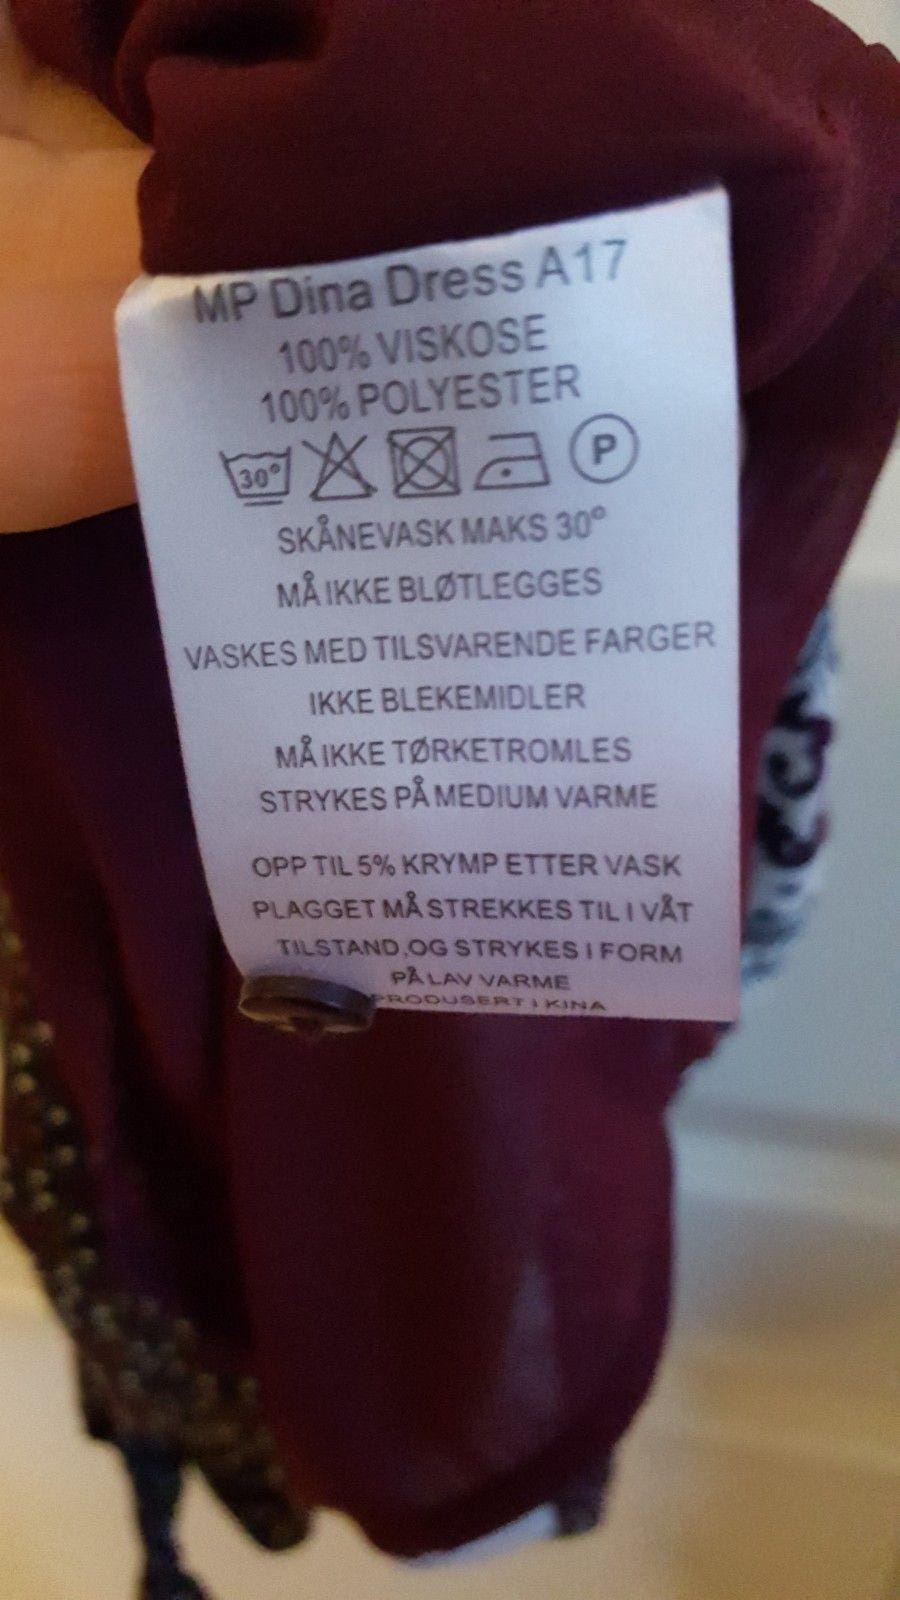 MP Dina Dress A17
100% VISKOSE
100% POLYESTER
30° P
SKÅNEVASK MAKS 30°
MÅ IKKE BLØTLEGGES
VASKES MED TILSVARENDE FARGER
IKKE BLEKEMIDLER
MÅ IKKE TØRKETROMLES
STRYKES PÅ MEDIUM VARME
OPP TIL 5% KRYMP ETTER VASK
PLAGGET MÅ STREKKES TIL I VÅT
TILSTAND,OG STRYKES I FORM
PÅ LAV VARME
PRODUSERT I KINA